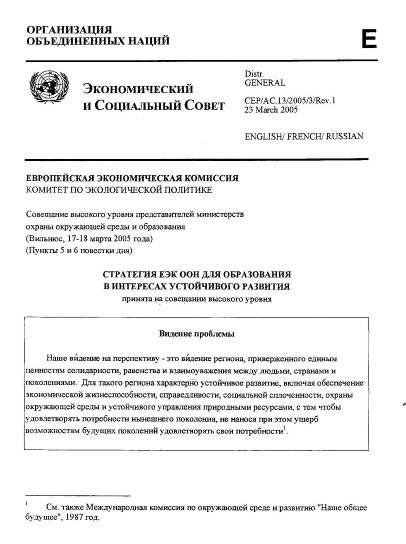 ОРГАНИЗАЦИЯ
ОБЪЕДИНЕННЫХ НАЦИЙ
E
ЭКОНОМИЧЕСКИЙ
И СОЦИАЛЬНЫЙ СОВЕТ
Distr.
GENERAL
CEP/AC.13/2005/3/Rev.1
23 March 2005
ENGLISH/ FRENCH/ RUSSIAN
ЕВРОПЕЙСКАЯ ЭКОНОМИЧЕСКАЯ КОМИССИЯ
КОМИТЕТ ПО ЭКОЛОГИЧЕСКОЙ ПОЛИТИКЕ
Совещание высокого уровня представителей министерств
охраны окружающей среды и образования
(Вильнюс, 17-18 марта 2005 года)
(Пункты 5 и 6 повестки дня)
СТРАТЕГИЯ ЕЭК ООН ДЛЯ ОБРАЗОВАНИЯ
В ИНТЕРЕСАХ УСТОЙЧИВОГО РАЗВИТИЯ
принята на совещании высокого уровня
Видение проблемы
Наше видение на перспективу - это видение региона, приверженного единым
ценностям солидарности, равенства и взаимоуважения между людьми, странами и
поколениями. Для такого региона характерно устойчивое развитие, включая обеспечение
экономической жизнеспособности, справедливости, социальной сплоченности, охраны
окружающей среды и устойчивого управления природными ресурсами, с тем чтобы
удовлетворять потребности нынешнего поколения, не нанося при этом ущерб
возможностям будущих поколений удовлетворять свои потребности¹.
¹ См. также Международная комиссия по окружающей среде и развитию "Наше общее
будущее", 1987 год.